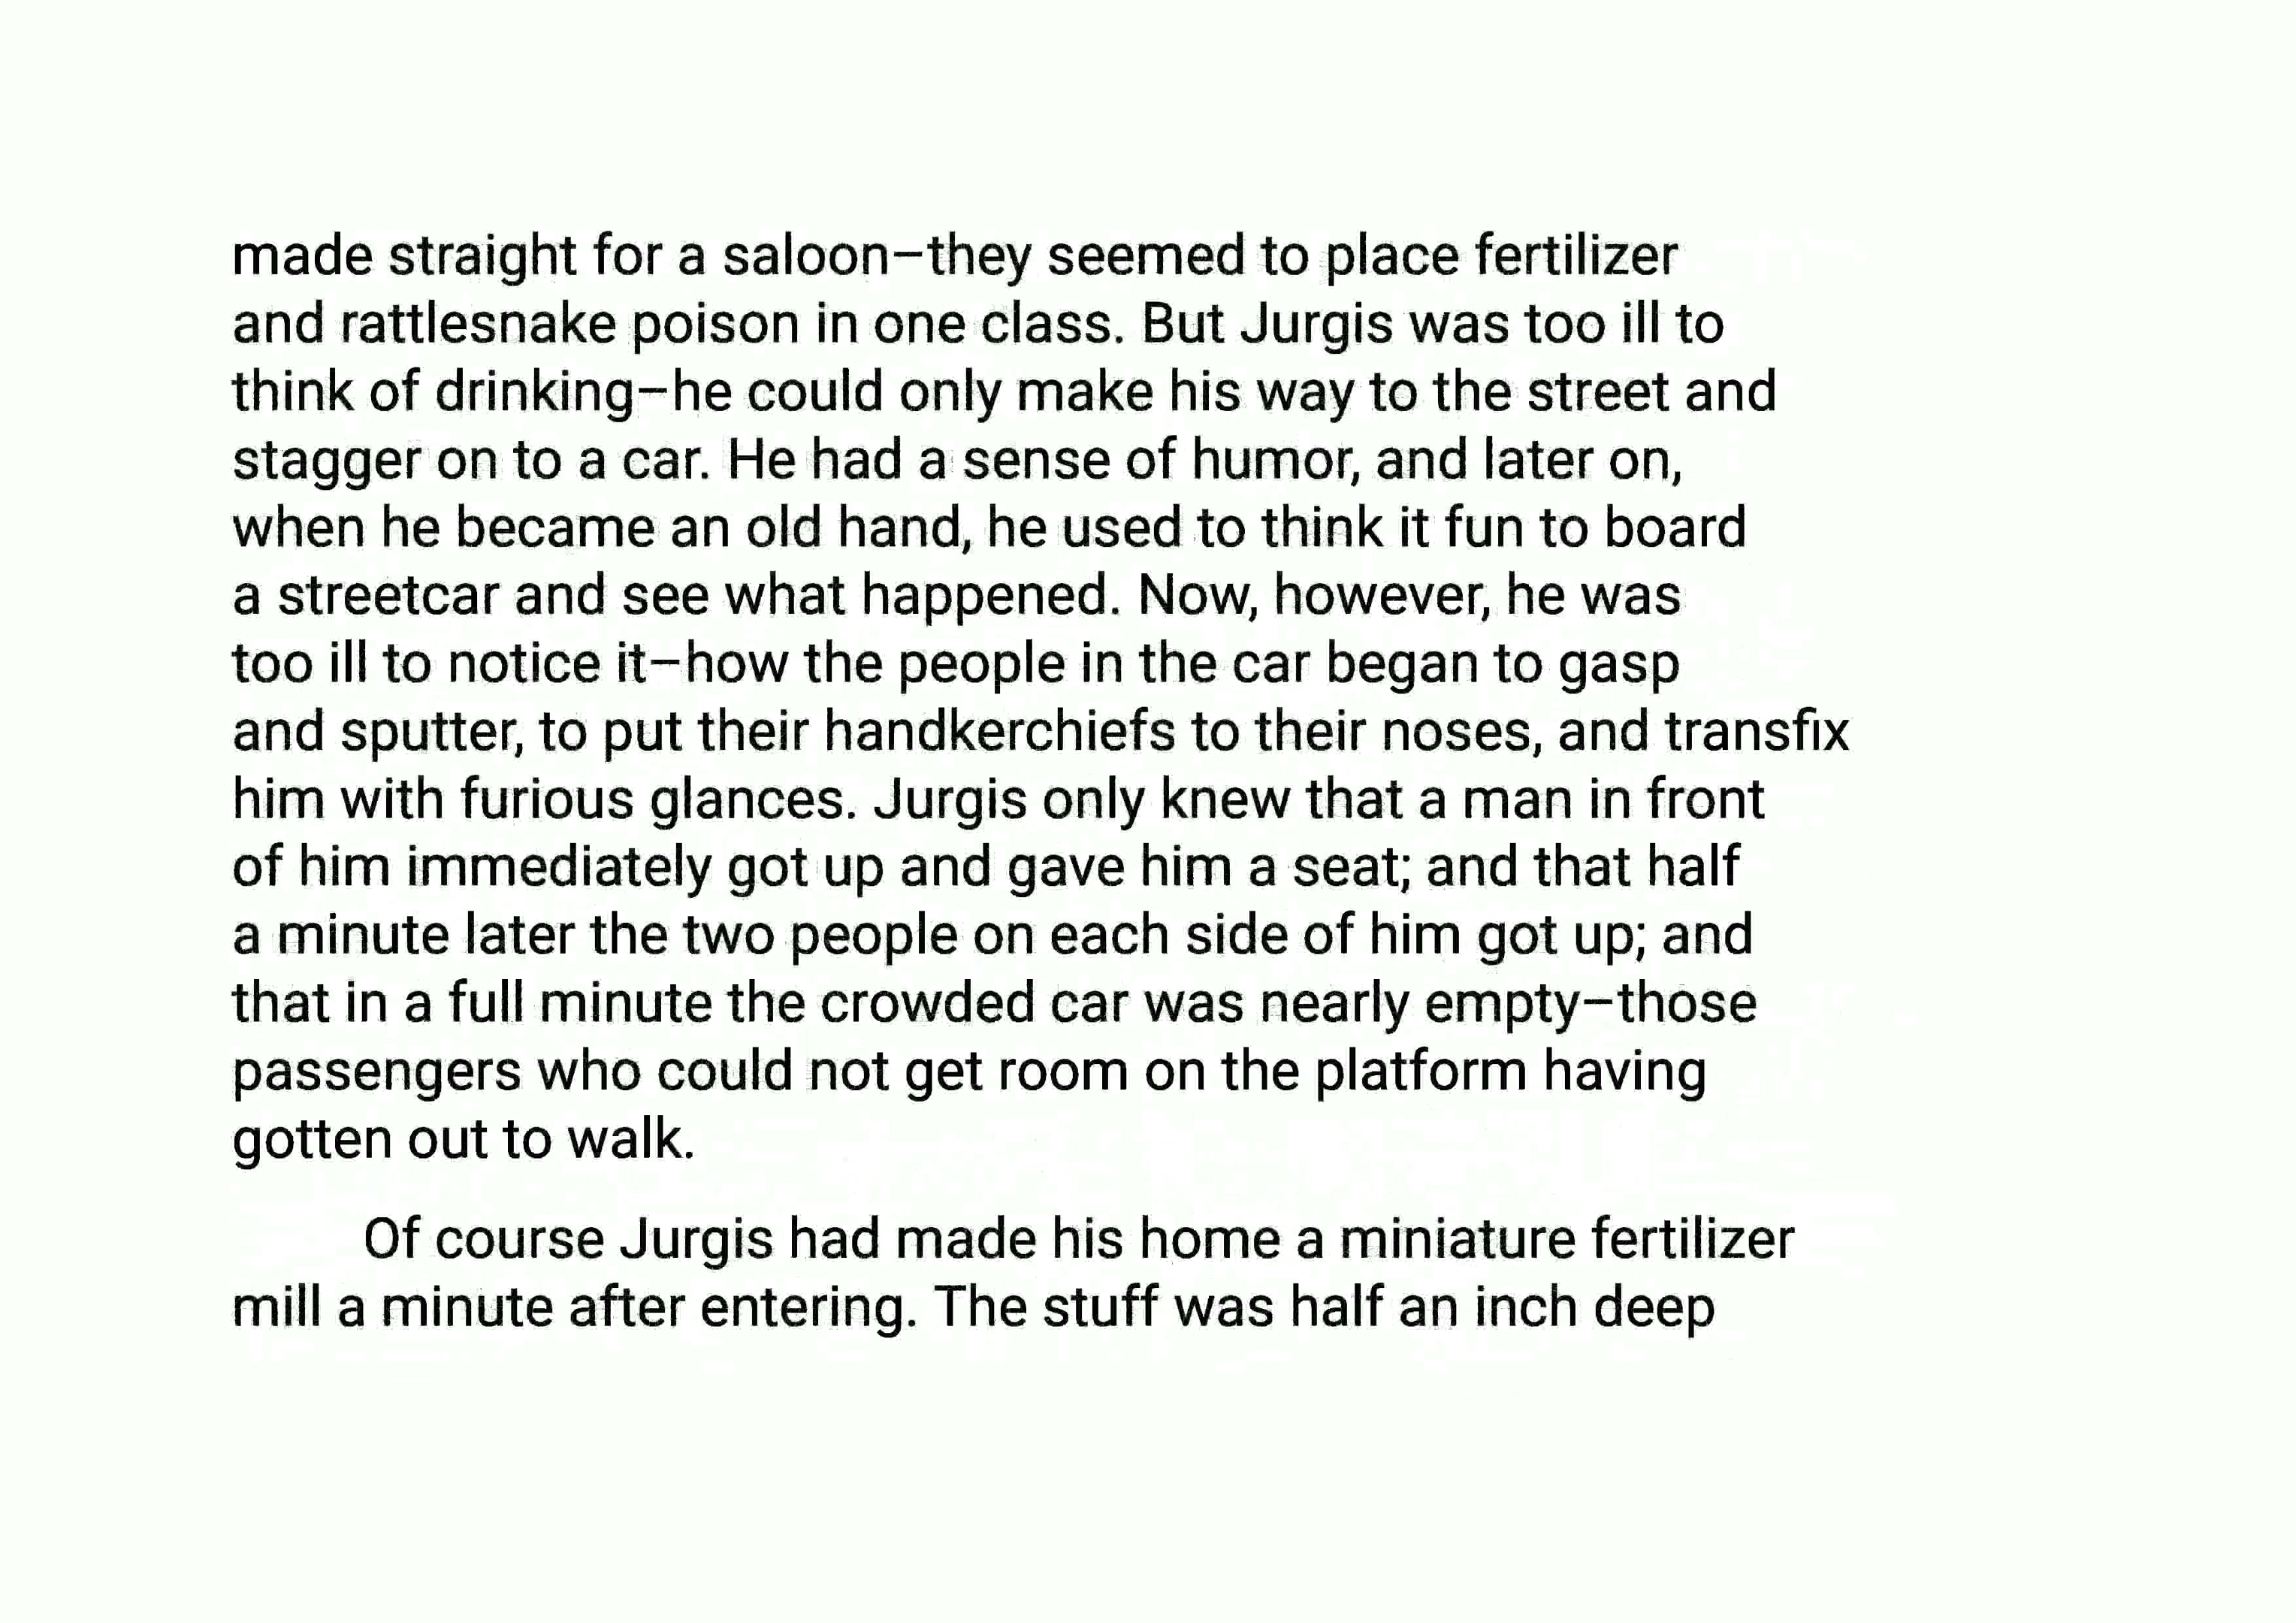 made straight for a saloon–they seemed to place fertilizer
and rattlesnake poison in one class. But Jurgis was too ill to
think of drinking–he could only make his way to the street and
stagger on to a car. He had a sense of humor, and later on,
when he became an old hand, he used to think it fun to board
a streetcar and see what happened. Now, however, he was
too ill to notice it–how the people in the car began to gasp
and sputter, to put their handkerchiefs to their noses, and transfix
him with furious glances. Jurgis only knew that a man in front
of him immediately got up and gave him a seat; and that half
a minute later the two people on each side of him got up; and
that in a full minute the crowded car was nearly empty–those
passengers who could not get room on the platform having
gotten out to walk.
Of course Jurgis had made his home a miniature fertilizer
mill a minute after entering. The stuff was half an inch deep